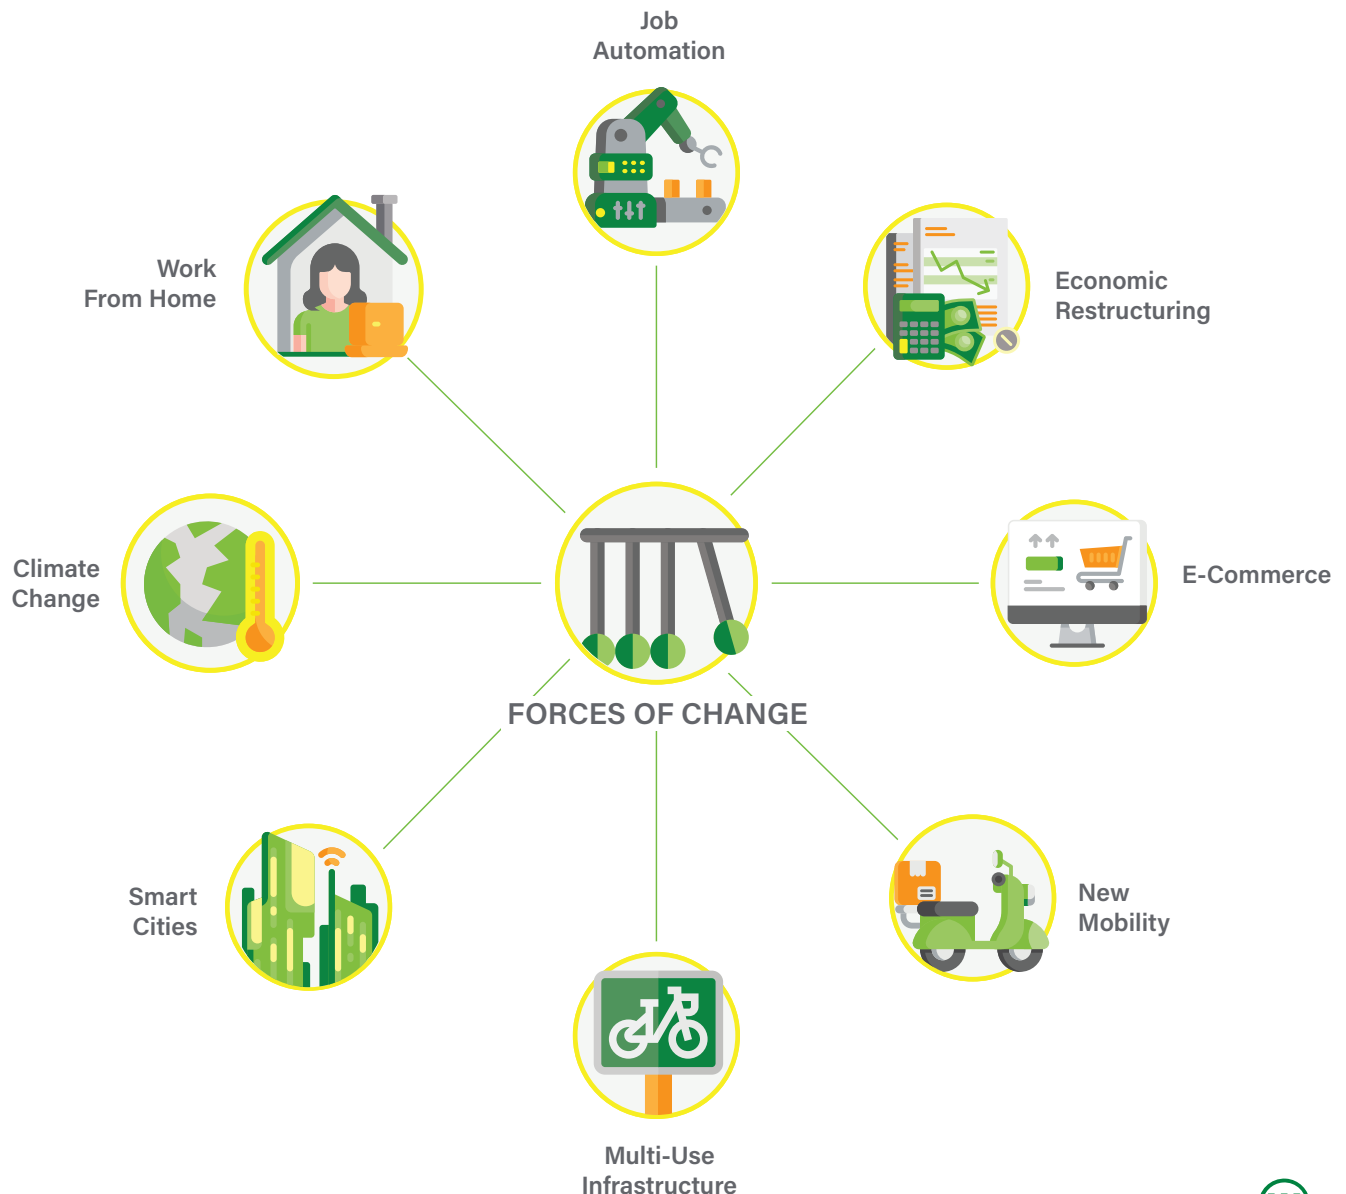 Job
Automation
Work
From Home
Economic
Restructuring
Climate
Change
E-Commerce
FORCES OF CHANGE
Smart
Cities
New
Mobility
Multi-Use
Infrastructure